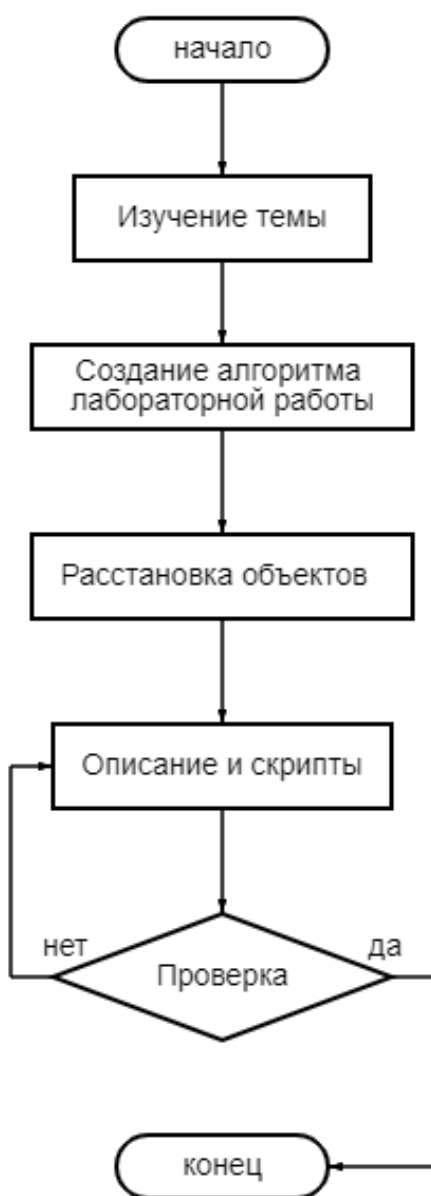 начало
Изучение темы
Создание алгоритма
лабораторной работы
Расстановка объектов
Описание и скрипты
нет
да
Проверка
конец